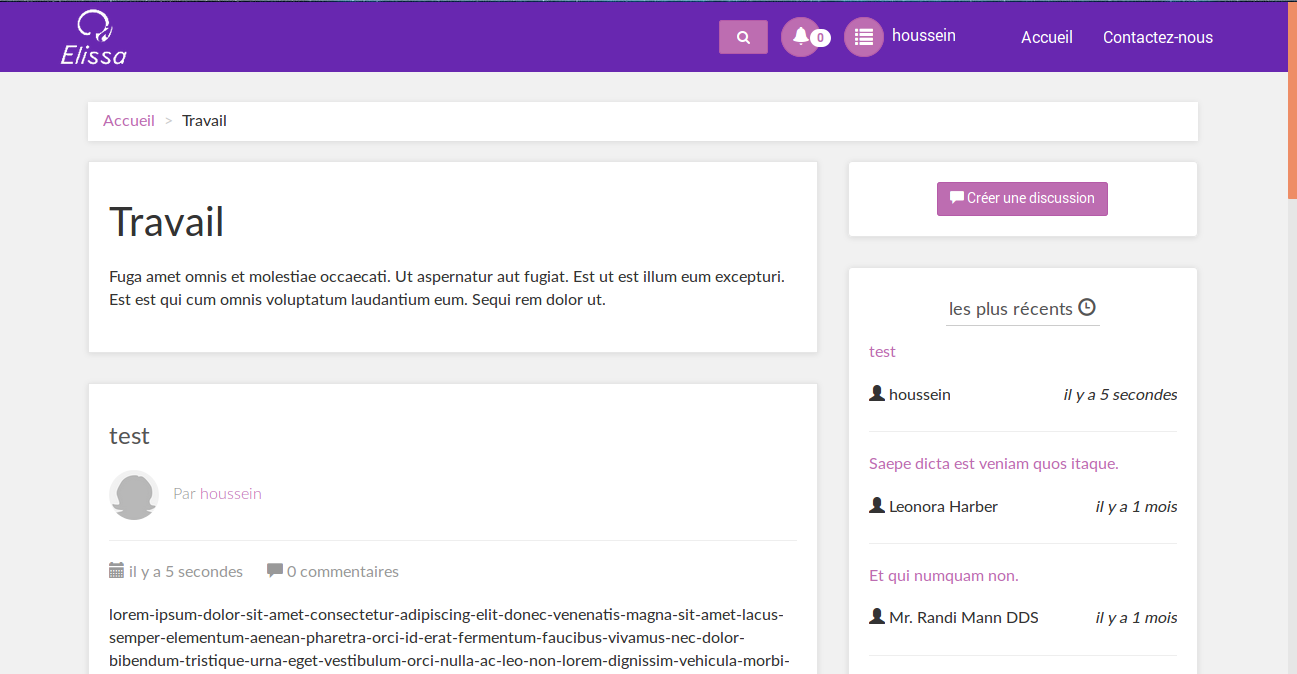 Elissa
0
houssein
Accueil
Contactez-nous
Accueil > Travail
Travail
Fuga amet omnis et molestiae occaecati. Ut aspernatur aut fugiat. Est ut est illum eum excepturi.
Est est qui cum omnis voluptatum laudantium eum. Sequi rem dolor ut.
test
Par houssein
il y a 5 secondes
0 commentaires
lorem-ipsum-dolor-sit-amet-consectetur-adipiscing-elit-donec-venenatis-magna-sit-amet-lacus-
semper-elementum-aenean-pharetra-orci-id-erat-fermentum-faucibus-vivamus-nec-dolor-
bibendum-tristique-urna-eget-vestibulum-orci-nulla-ac-leo-non-lorem-dignissim-vehicula-morbi-
Créer une discussion
les plus récents
test
houssein
il y a 5 secondes
Saepe dicta est veniam quos itaque.
Leonora Harber
il y a 1 mois
Et qui numquam non.
Mr. Randi Mann DDS
il y a 1 mois